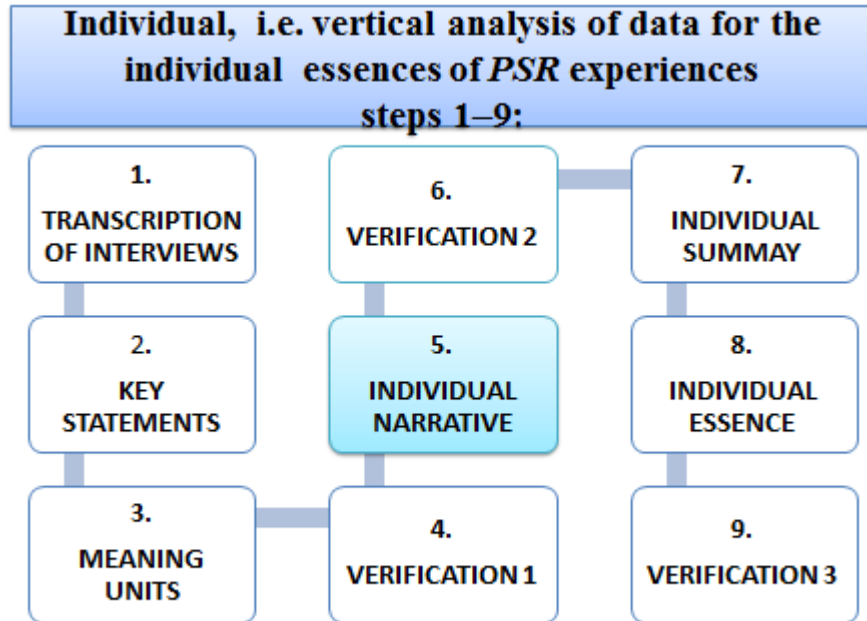 Individual, i.e. vertical analysis of data for the
individual essences of PSR experiences
steps 1–9:
1.
TRANSCRIPTION
OF INTERVIEWS
2.
KEY
STATEMENTS
3.
MEANING
UNITS
4.
VERIFICATION 1
5.
INDIVIDUAL
NARRATIVE
6.
VERIFICATION 2
7.
INDIVIDUAL
SUMMAY
8.
INDIVIDUAL
ESSENCE
9.
VERIFICATION 3